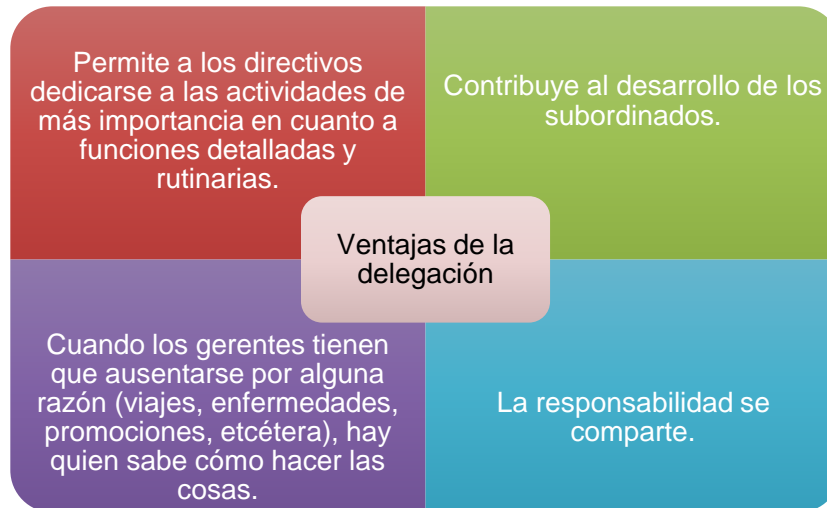 Permite a los directivos
dedicarse a las actividades de
más importancia en cuanto a
funciones detalladas y
rutinarias.
Contribuye al desarrollo de los
subordinados.
Ventajas de la
delegación
Cuando los gerentes tienen
que ausentarse por alguna
razón (viajes, enfermedades,
promociones, etcétera), hay
quien sabe cómo hacer las
cosas.
La responsabilidad se
comparte.